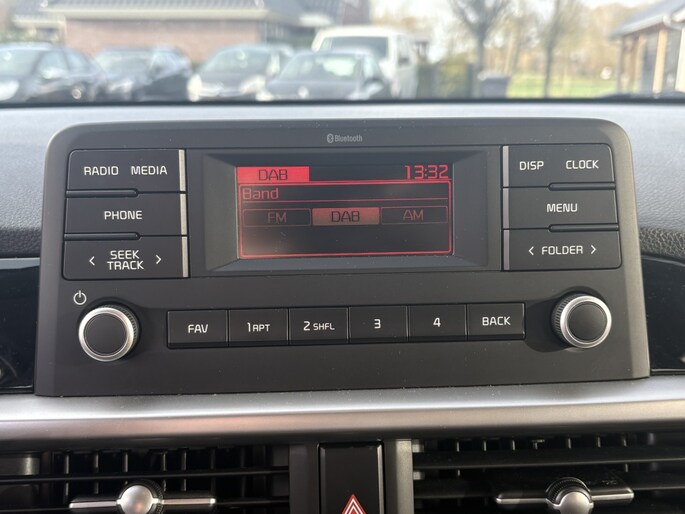 Bluetooth
RADIO MEDIA
PHONE
< SEEK TRACK >
DAB 13:32
Band
FM DAB AM
DISP CLOCK
MENU
< FOLDER >
FAV 1 RPT 2 SHFL 3 4 BACK